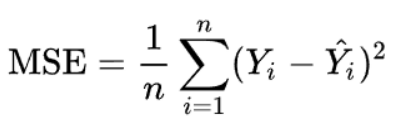 MSE = \frac{1}{n} \sum_{i=1}^{n} (Y_i - \hat{Y}_i)^2